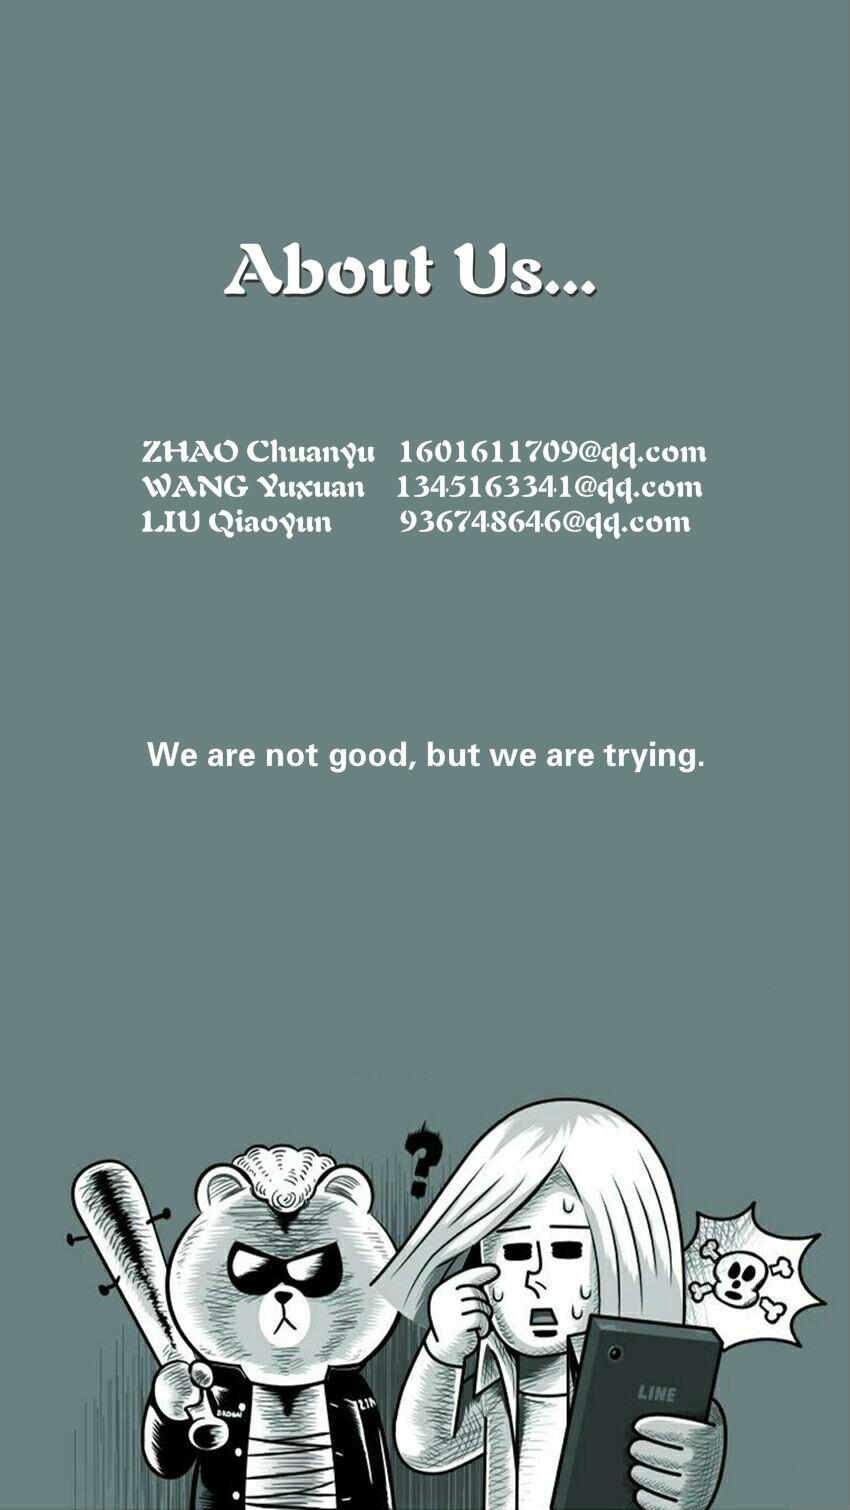 About Us...
ZHAO Chuanyu 1601611709@qq.com
WANG Yuxuan 1345163341@qq.com
LIU Qiaoyun 936748646@qq.com
We are not good, but we are trying.
?
LINE
BROWN